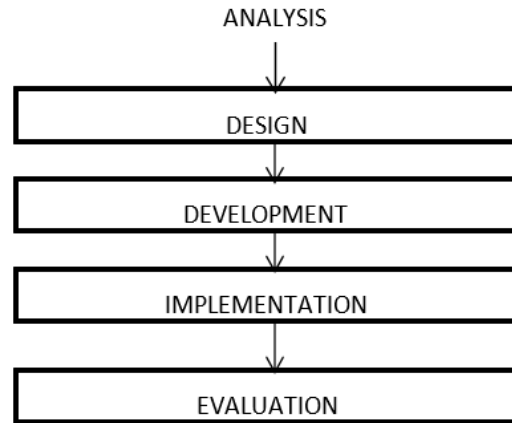 ANALYSIS
DESIGN
DEVELOPMENT
IMPLEMENTATION
EVALUATION